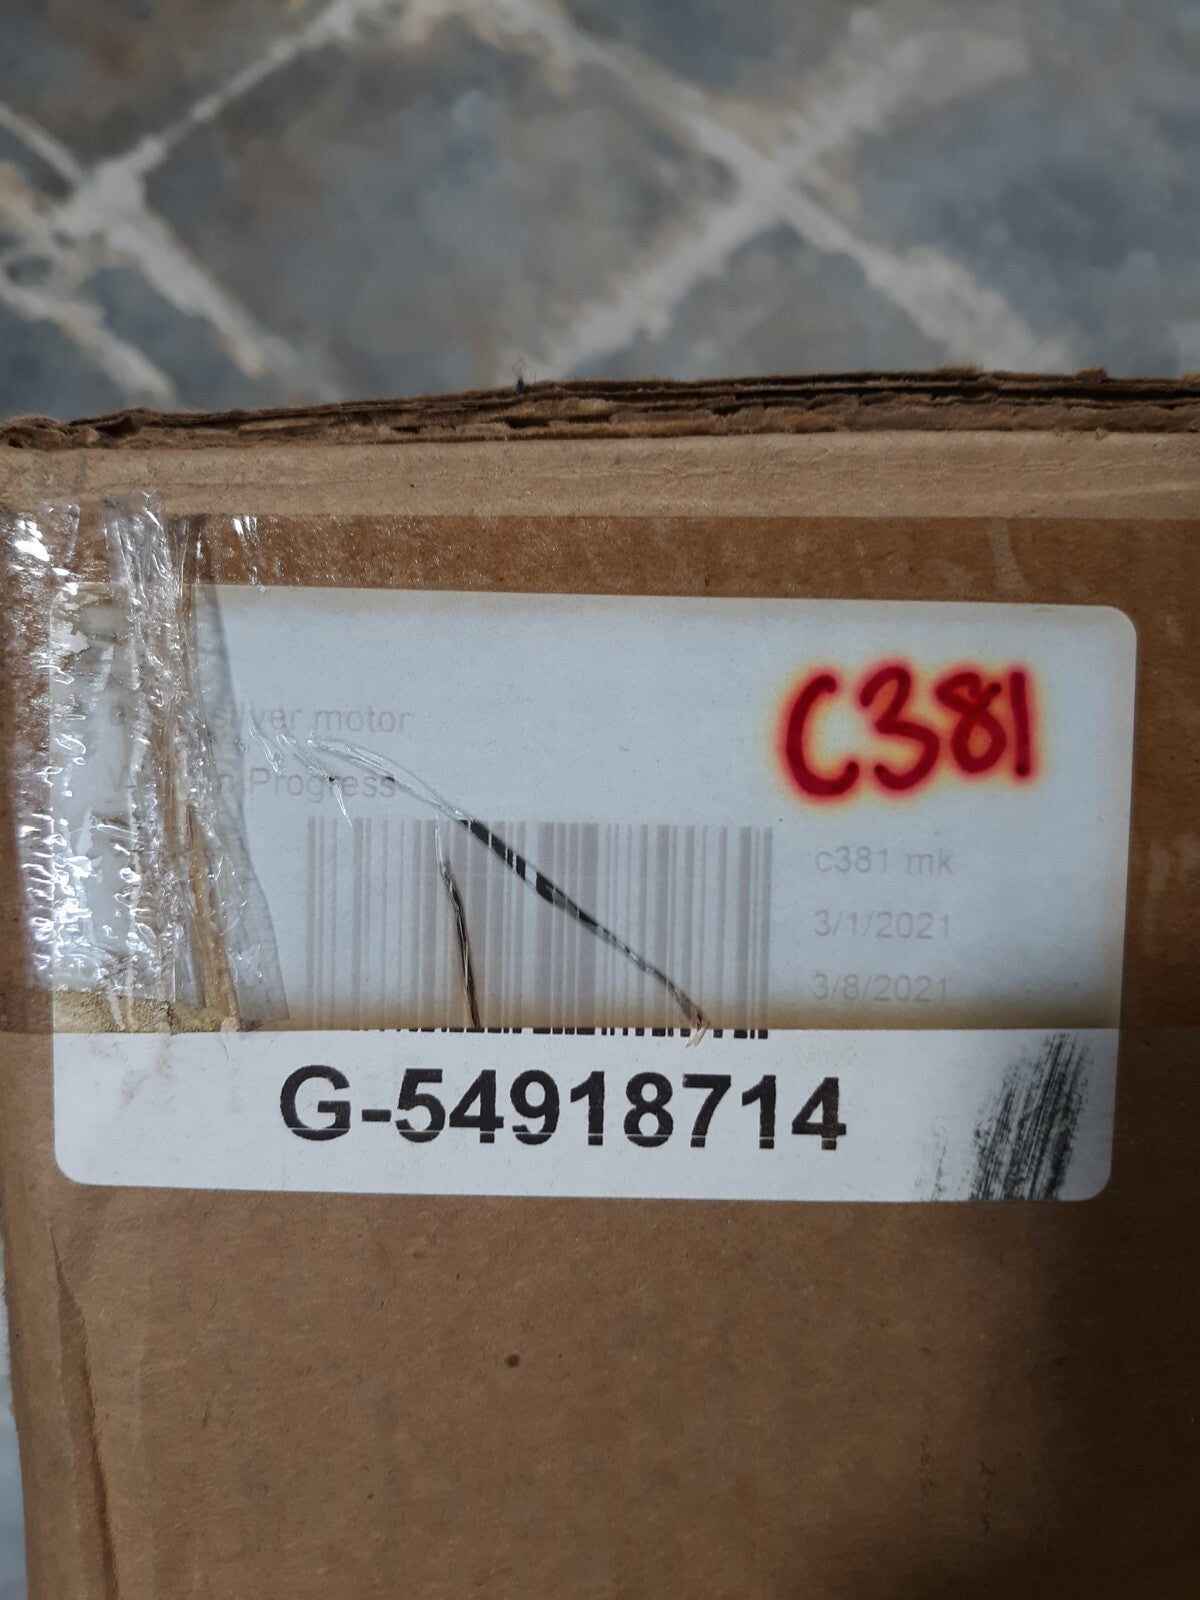 C381
silver motor
Progress
c381 mk
3/1/2021
3/8/2021
G-54918714